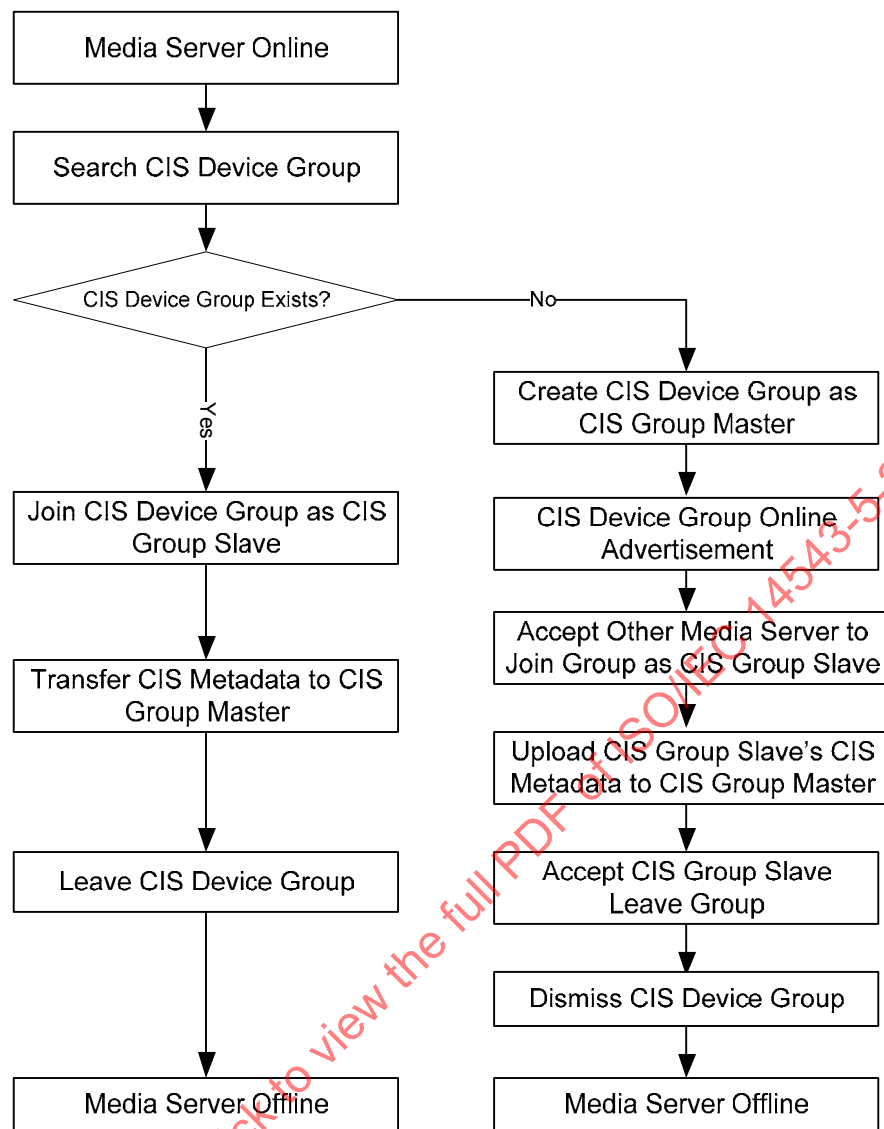 Media Server Online
Search CIS Device Group
CIS Device Group Exists?
No
Yes
Create CIS Device Group as
CIS Group Master
Join CIS Device Group as CIS
Group Slave
CIS Device Group Online
Advertisement
Accept Other Media Server to
Join Group as CIS Group Slave
Transfer CIS Metadata to CIS
Group Master
Upload CIS Group Slave's CIS
Metadata to CIS Group Master
Leave CIS Device Group
Accept CIS Group Slave
Leave Group
Dismiss CIS Device Group
Media Server Offline
Media Server Offline
to view the full PDF of ISO/IEC 14543-5-